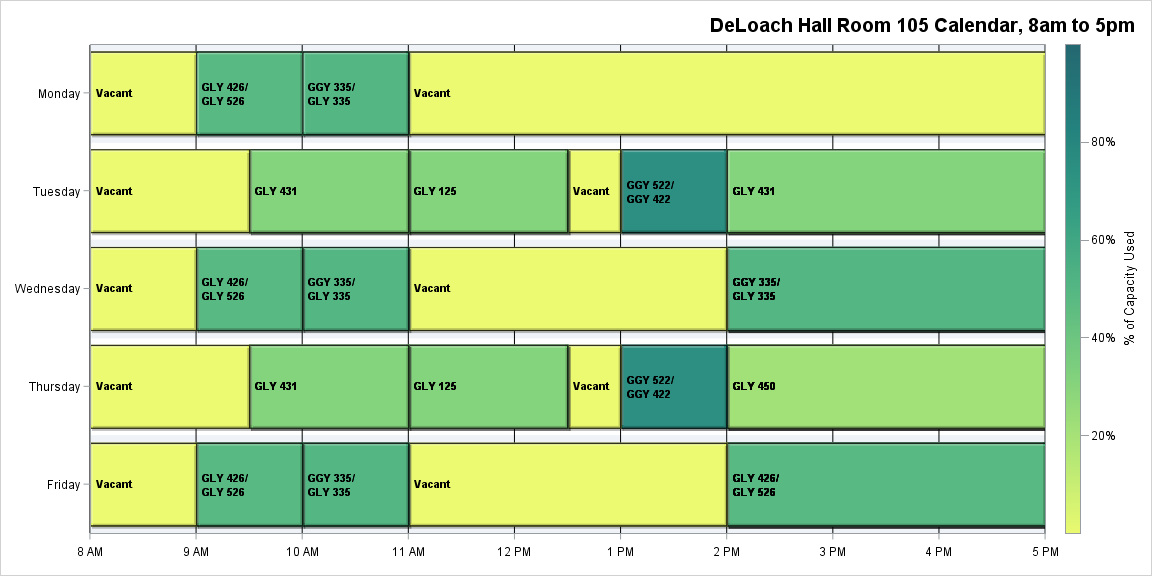 DeLoach Hall Room 105 Calendar, 8am to 5pm
Monday
Vacant
GLY 426/
GLY 526
GGY 335/
GLY 335
Vacant
Tuesday
Vacant
GLY 431
GLY 125
Vacant
GGY 522/
GGY 422
GLY 431
Wednesday
Vacant
GLY 426/
GLY 526
GGY 335/
GLY 335
Vacant
GGY 335/
GLY 335
Thursday
Vacant
GLY 431
GLY 125
Vacant
GGY 522/
GGY 422
GLY 450
Friday
Vacant
GLY 426/
GLY 526
GGY 335/
GLY 335
Vacant
GLY 426/
GLY 526
8 AM
9 AM
10 AM
11 AM
12 PM
1 PM
2 PM
3 PM
4 PM
5 PM
80%
60%
40%
20%
% of Capacity Used